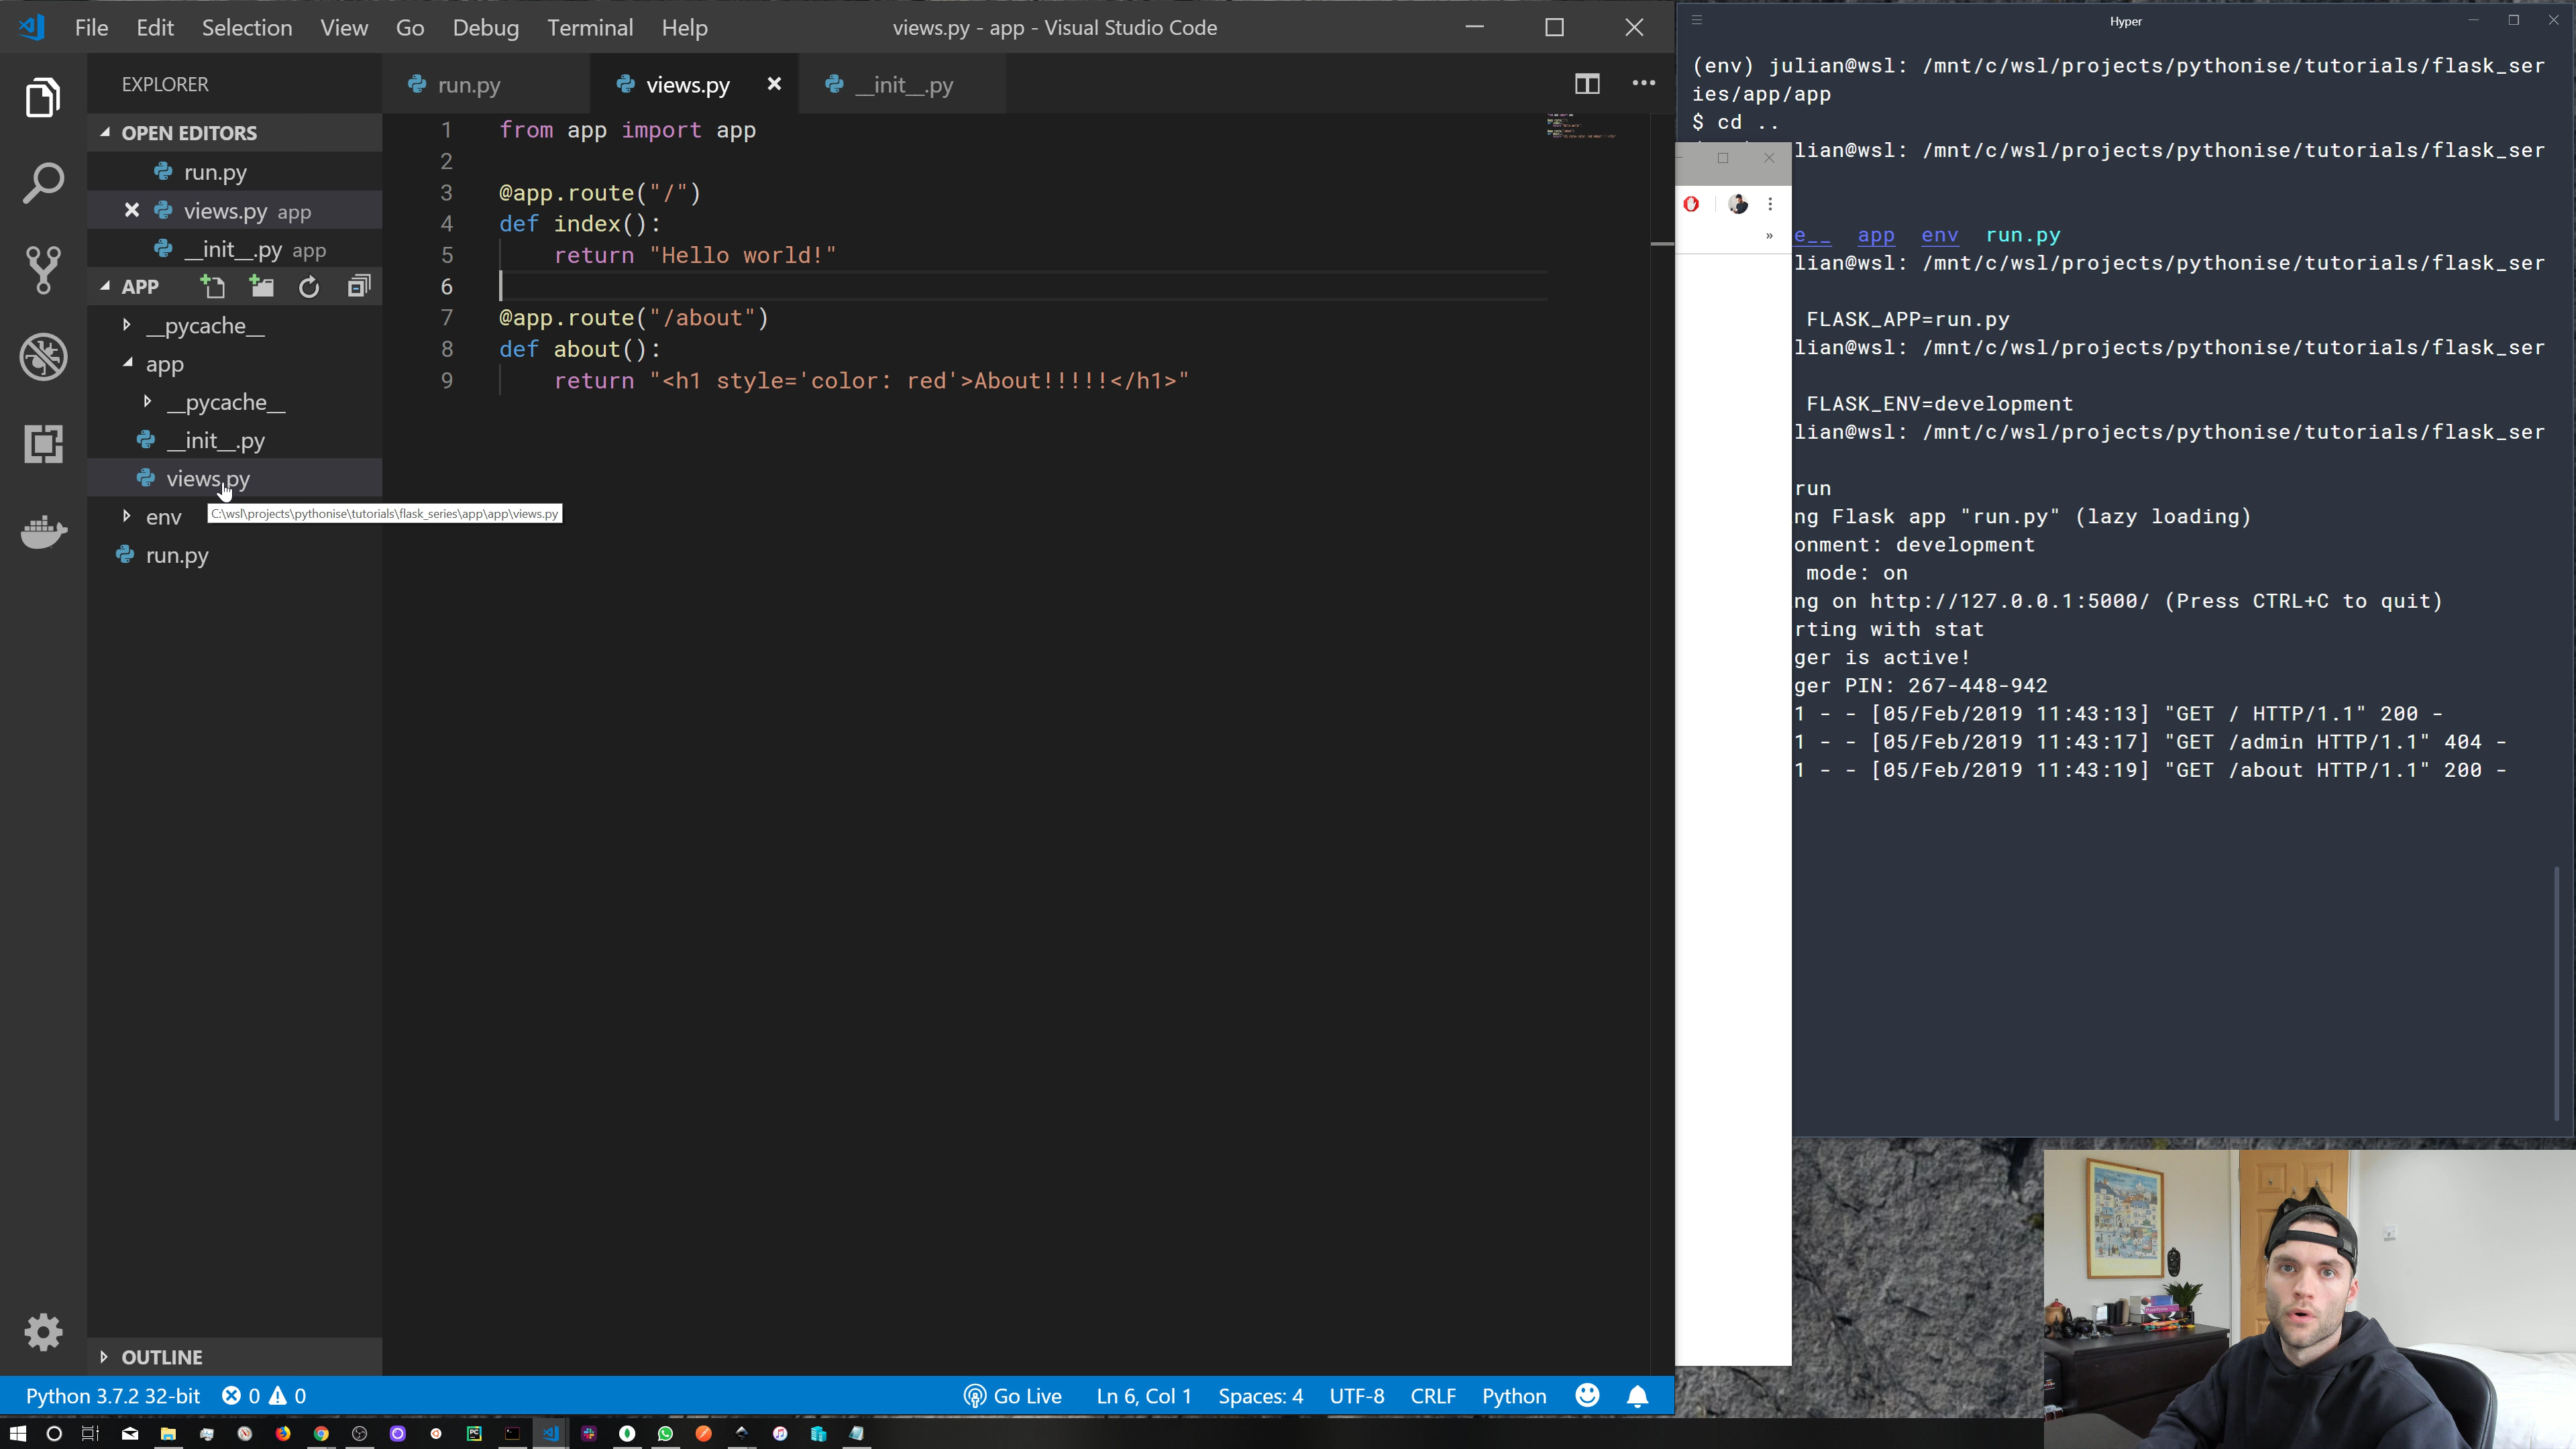 File Edit Selection View Go Debug Terminal Help
views.py - app - Visual Studio Code
EXPLORER
OPEN EDITORS
run.py
views.py app
__init__.py app
APP
__pycache__
app
__pycache__
__init__.py
views.py
env
run.py
C:\wsl\projects\pythonise\tutorials\flask_series\app\app\views.py
OUTLINE
run.py
views.py
__init__.py
1 from app import app
2
3 @app.route("/")
4 def index():
5 return "Hello world!"
6
7 @app.route("/about")
8 def about():
9 return "<h1 style='color: red'>About!!!!!</h1>"
Python 3.7.2 32-bit 0 0
Go Live Ln 6, Col 1 Spaces: 4 UTF-8 CRLF Python
Hyper
(env) julian@wsl: /mnt/c/wsl/projects/pythonise/tutorials/flask_ser
ies/app/app
$ cd ..
lian@wsl: /mnt/c/wsl/projects/pythonise/tutorials/flask_ser
e__ app env run.py
lian@wsl: /mnt/c/wsl/projects/pythonise/tutorials/flask_ser
FLASK_APP=run.py
lian@wsl: /mnt/c/wsl/projects/pythonise/tutorials/flask_ser
FLASK_ENV=development
lian@wsl: /mnt/c/wsl/projects/pythonise/tutorials/flask_ser
run
ng Flask app "run.py" (lazy loading)
onment: development
mode: on
ng on http://127.0.0.1:5000/ (Press CTRL+C to quit)
rting with stat
ger is active!
ger PIN: 267-448-942
1 - - [05/Feb/2019 11:43:13] "GET / HTTP/1.1" 200 -
1 - - [05/Feb/2019 11:43:17] "GET /admin HTTP/1.1" 404 -
1 - - [05/Feb/2019 11:43:19] "GET /about HTTP/1.1" 200 -